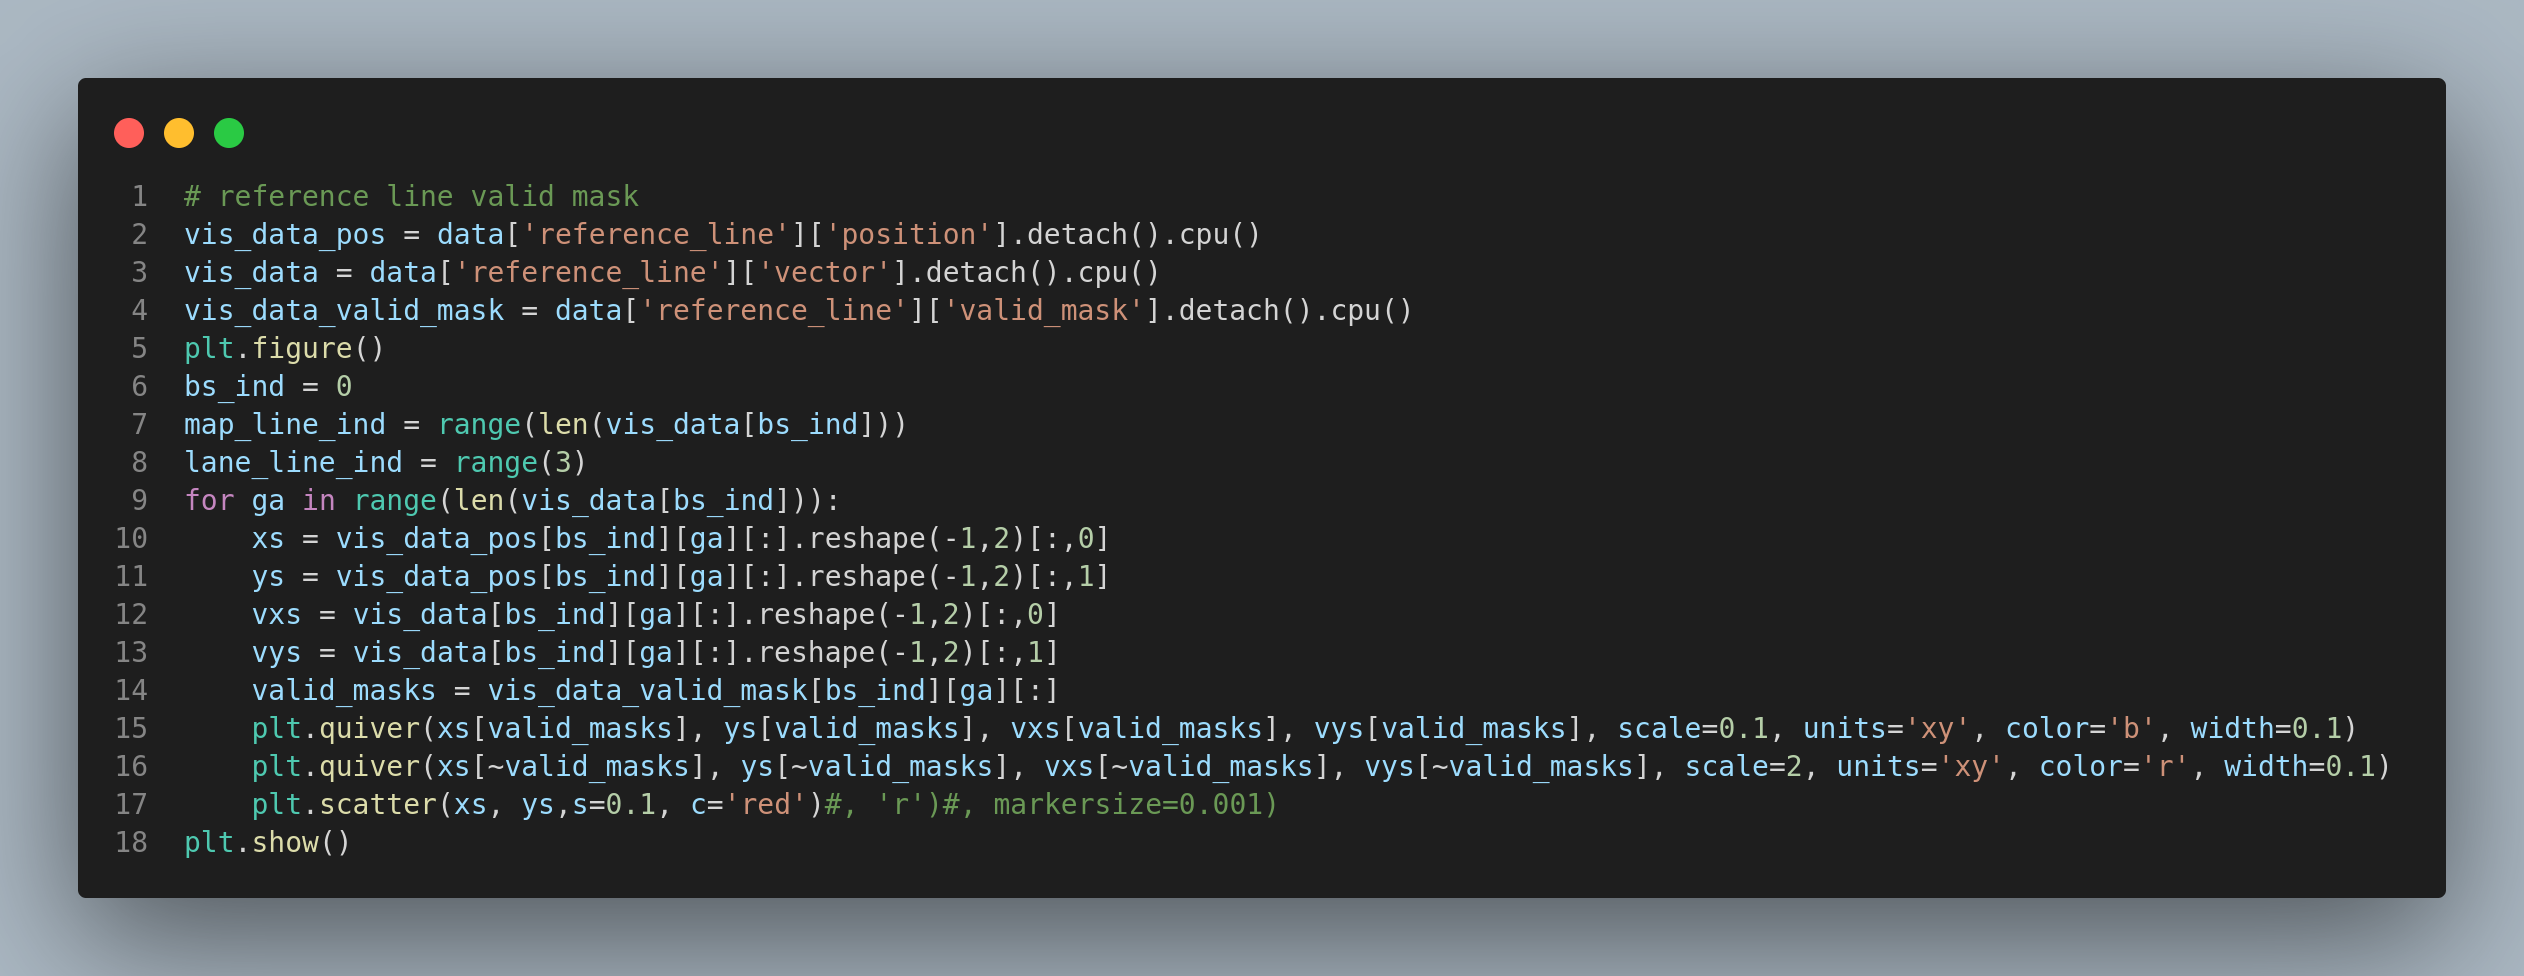 1 # reference line valid mask
2 vis_data_pos = data['reference_line']['position'].detach().cpu()
3 vis_data = data['reference_line']['vector'].detach().cpu()
4 vis_data_valid_mask = data['reference_line']['valid_mask'].detach().cpu()
5 plt.figure()
6 bs_ind = 0
7 map_line_ind = range(len(vis_data[bs_ind]))
8 lane_line_ind = range(3)
9 for ga in range(len(vis_data[bs_ind])):
10     xs = vis_data_pos[bs_ind][ga][:].reshape(-1,2)[:,0]
11     ys = vis_data_pos[bs_ind][ga][:].reshape(-1,2)[:,1]
12     vxs = vis_data[bs_ind][ga][:].reshape(-1,2)[:,0]
13     vys = vis_data[bs_ind][ga][:].reshape(-1,2)[:,1]
14     valid_masks = vis_data_valid_mask[bs_ind][ga][:]
15     plt.quiver(xs[valid_masks], ys[valid_masks], vxs[valid_masks], vys[valid_masks], scale=0.1, units='xy', color='b', width=0.1)
16     plt.quiver(xs[~valid_masks], ys[~valid_masks], vxs[~valid_masks], vys[~valid_masks], scale=2, units='xy', color='r', width=0.1)
17     plt.scatter(xs, ys,s=0.1, c='red')#, 'r')#, markersize=0.001)
18 plt.show()